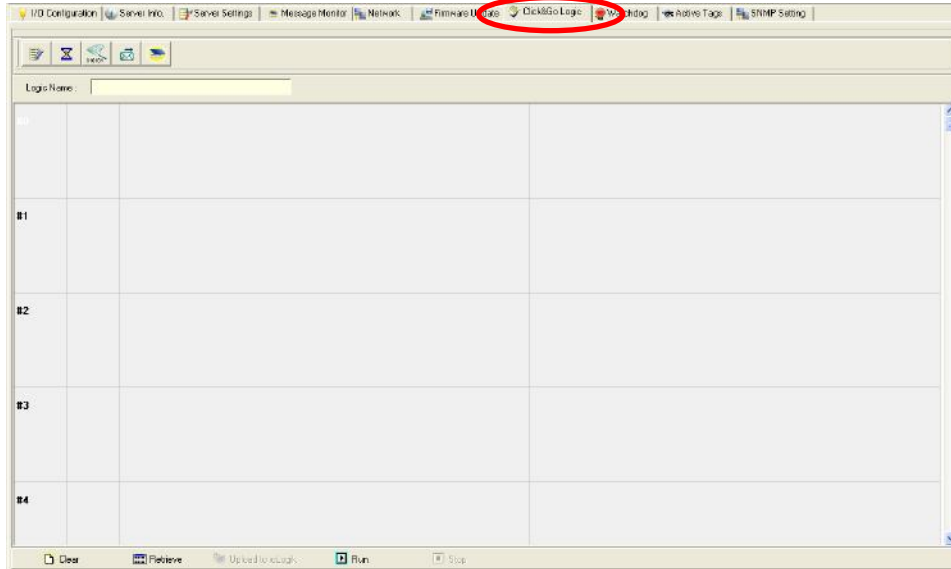 I/O Configuration Server Info. Server Settings Message Monitor Network Firmware Update Click&Go Logic Watchdog Active Tags SNMP Setting
Logic Name :
#0
#1
#2
#3
#4
Clear Retrieve Upload to ioLogik Run Stop